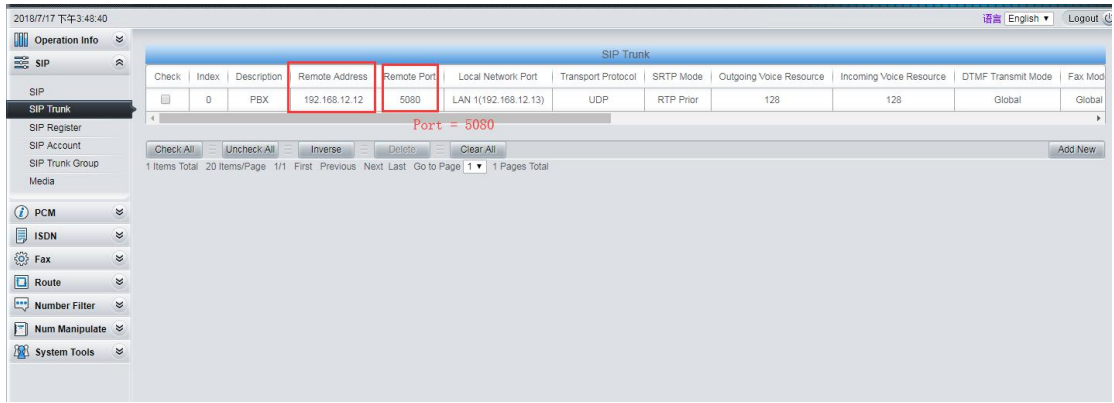 2018/7/17 下午3:48:40
语言 English Logout
Operation Info
SIP
SIP
SIP Trunk
SIP Register
SIP Account
SIP Trunk Group
Media
PCM
ISDN
Fax
Route
Number Filter
Num Manipulate
System Tools
SIP Trunk
Check Index Description Remote Address Remote Port Local Network Port Transport Protocol SRTP Mode Outgoing Voice Resource Incoming Voice Resource DTMF Transmit Mode Fax Mod
0 PBX 192.168.12.12 5080 LAN 1(192.168.12.13) UDP RTP Prior 128 128 Global Global
Port = 5080
Check All Uncheck All Inverse Delete Clear All Add New
1 Items Total 20 Items/Page 1/1 First Previous Next Last Go to Page 1 1 Pages Total